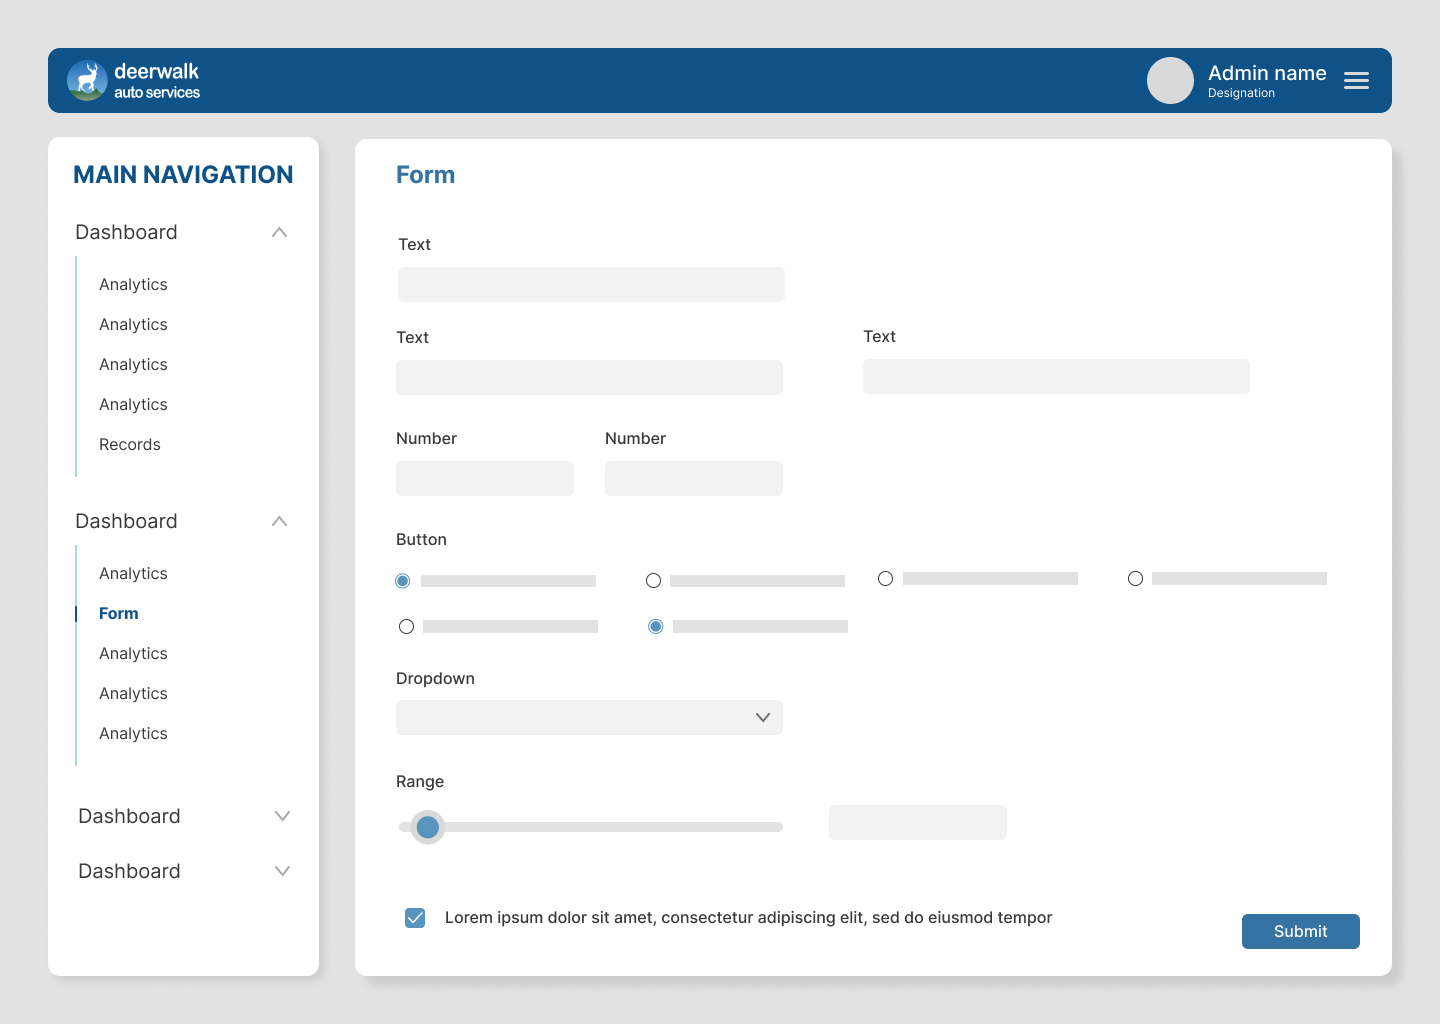 deerwalk
auto services
Admin name
Designation
MAIN NAVIGATION
Dashboard
Analytics
Analytics
Analytics
Analytics
Records
Dashboard
Analytics
Form
Analytics
Analytics
Analytics
Dashboard
Dashboard
Form
Text
Text
Text
Number
Number
Button
Dropdown
Range
Lorem ipsum dolor sit amet, consectetur adipiscing elit, sed do eiusmod tempor
Submit